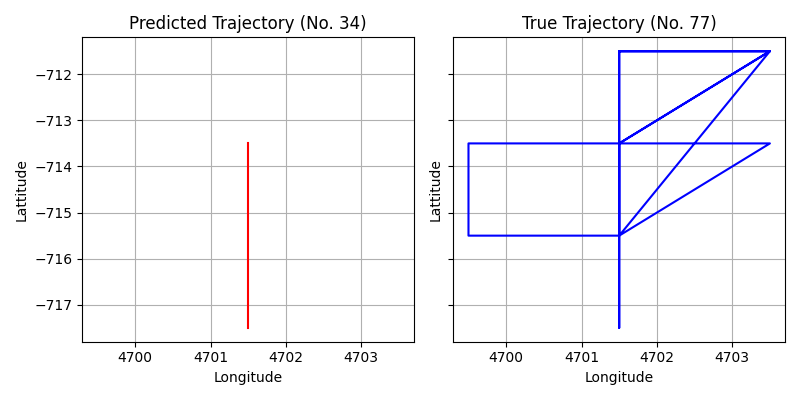 Predicted Trajectory (No. 34)
True Trajectory (No. 77)
−712
−713
−714
−715
−716
−717
Lattitude
Lattitude
4700 4701 4702 4703
4700 4701 4702 4703
Longitude
Longitude